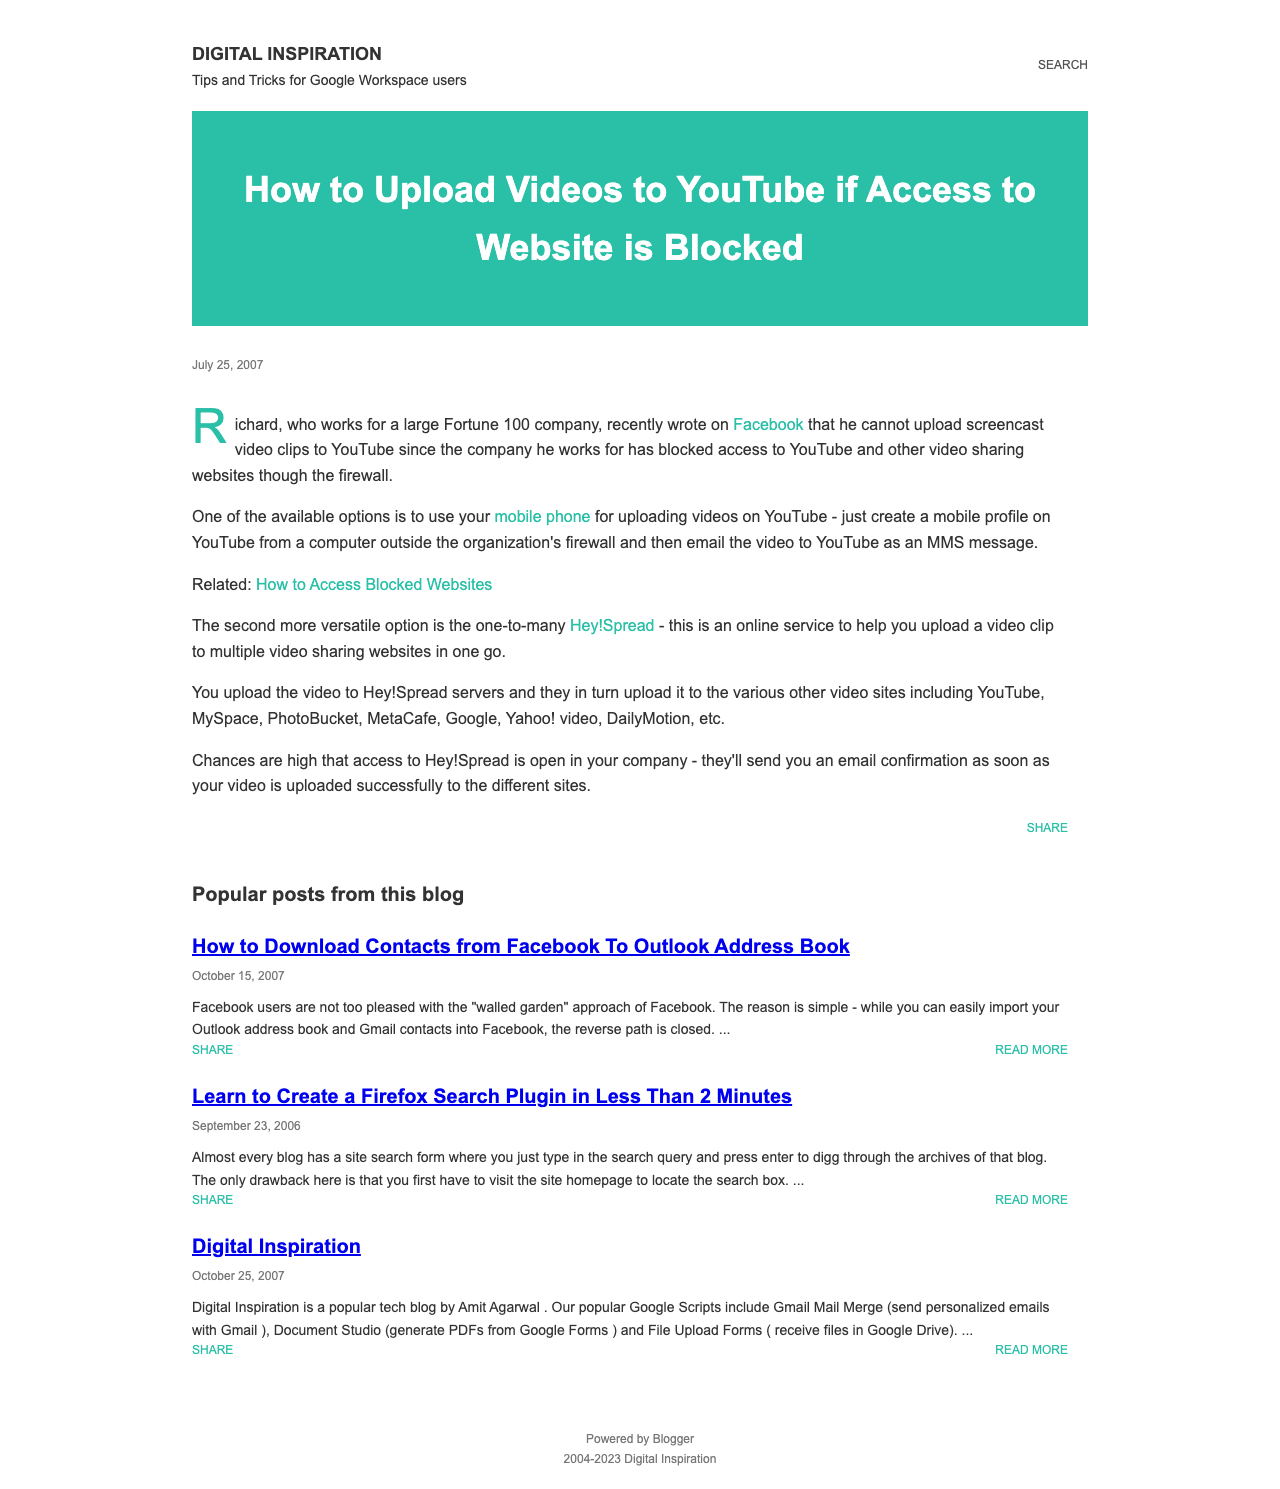 DIGITAL INSPIRATION
Tips and Tricks for Google Workspace users
SEARCH
How to Upload Videos to YouTube if Access to
Website is Blocked
July 25, 2007
Richard, who works for a large Fortune 100 company, recently wrote on Facebook that he cannot upload screencast
video clips to YouTube since the company he works for has blocked access to YouTube and other video sharing
websites though the firewall.
One of the available options is to use your mobile phone for uploading videos on YouTube - just create a mobile profile on
YouTube from a computer outside the organization's firewall and then email the video to YouTube as an MMS message.
Related: How to Access Blocked Websites
The second more versatile option is the one-to-many Hey!Spread - this is an online service to help you upload a video clip
to multiple video sharing websites in one go.
You upload the video to Hey!Spread servers and they in turn upload it to the various other video sites including YouTube,
MySpace, PhotoBucket, MetaCafe, Google, Yahoo! video, DailyMotion, etc.
Chances are high that access to Hey!Spread is open in your company - they'll send you an email confirmation as soon as
your video is uploaded successfully to the different sites.
SHARE
Popular posts from this blog
How to Download Contacts from Facebook To Outlook Address Book
October 15, 2007
Facebook users are not too pleased with the "walled garden" approach of Facebook. The reason is simple - while you can easily import your
Outlook address book and Gmail contacts into Facebook, the reverse path is closed. ...
SHARE READ MORE
Learn to Create a Firefox Search Plugin in Less Than 2 Minutes
September 23, 2006
Almost every blog has a site search form where you just type in the search query and press enter to digg through the archives of that blog.
The only drawback here is that you first have to visit the site homepage to locate the search box. ...
SHARE READ MORE
Digital Inspiration
October 25, 2007
Digital Inspiration is a popular tech blog by Amit Agarwal . Our popular Google Scripts include Gmail Mail Merge (send personalized emails
with Gmail ), Document Studio (generate PDFs from Google Forms ) and File Upload Forms ( receive files in Google Drive). ...
SHARE READ MORE
Powered by Blogger
2004-2023 Digital Inspiration